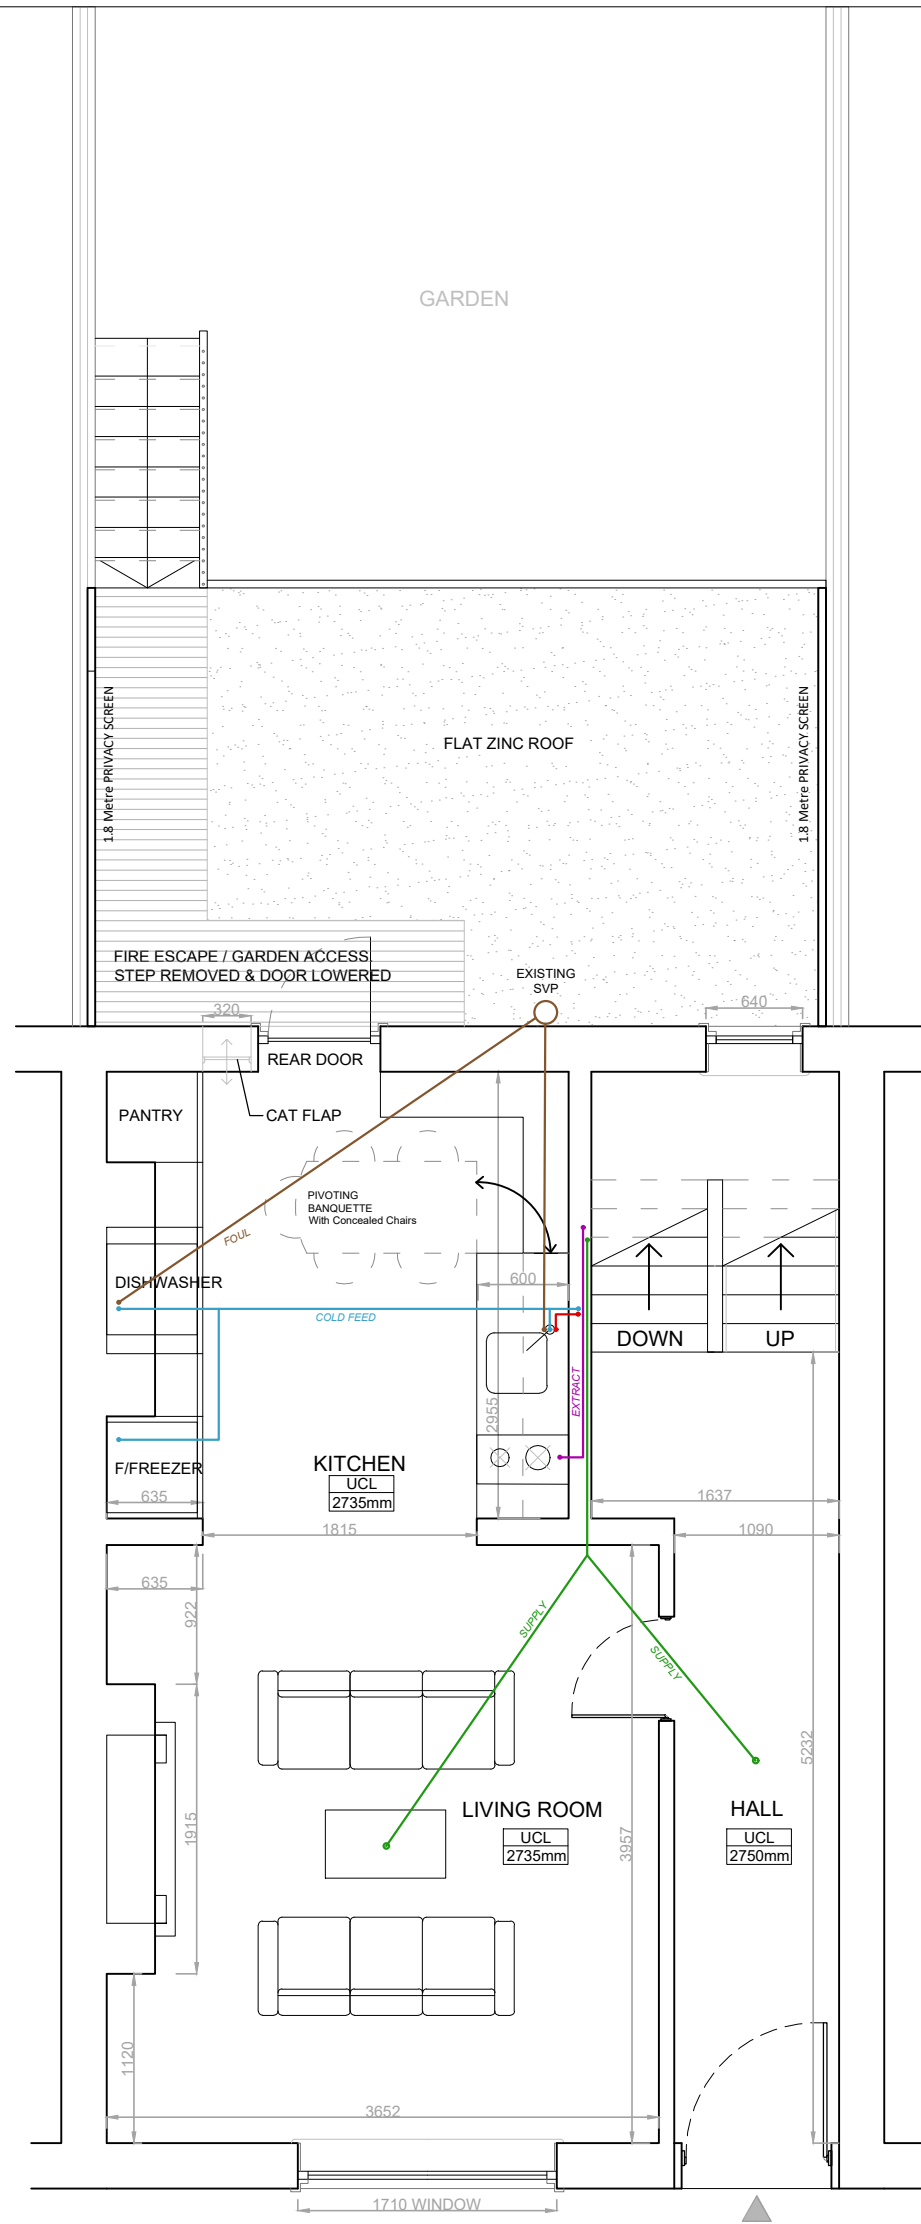 GARDEN
1.8 Metre PRIVACY SCREEN
1.8 Metre PRIVACY SCREEN
FLAT ZINC ROOF
FIRE ESCAPE / GARDEN ACCESS
STEP REMOVED & DOOR LOWERED
EXISTING
SVP
320
640
REAR DOOR
PANTRY
CAT FLAP
PIVOTING
BANQUETTE
With Concealed Chairs
FOUL
600
DISHWASHER
COLD FEED
DOWN
UP
EXTRACT
2955
KITCHEN
UCL
2735mm
F/FREEZER
635
1637
1815
1090
635
922
SUPPLY
SUPPLY
5232
1915
LIVING ROOM
UCL
2735mm
3957
HALL
UCL
2750mm
1120
3652
1710 WINDOW